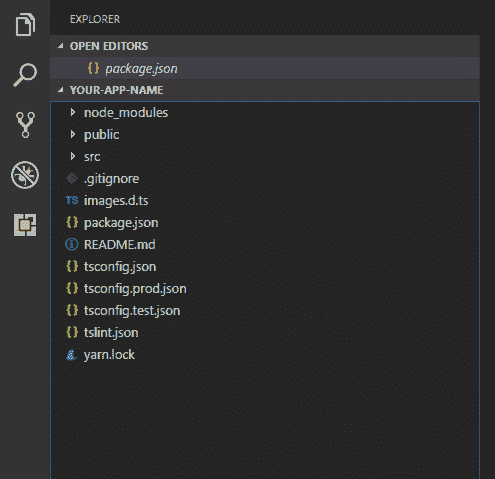 EXPLORER
OPEN EDITORS
{} package.json
YOUR-APP-NAME
node_modules
public
src
.gitignore
TS images.d.ts
{} package.json
README.md
{} tsconfig.json
{} tsconfig.prod.json
{} tsconfig.test.json
{} tslint.json
yarn.lock